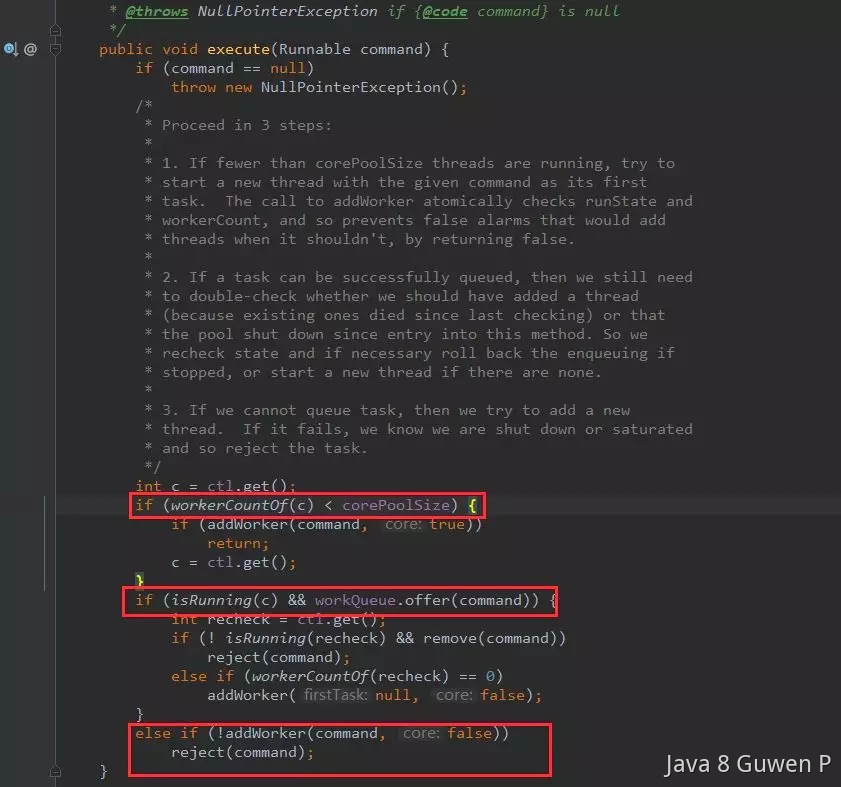 * @throws NullPointerException if {@code command} is null
*/
@ public void execute(Runnable command) {
if (command == null)
throw new NullPointerException();
/*
* Proceed in 3 steps:
*
* 1. If fewer than corePoolSize threads are running, try to
* start a new thread with the given command as its first
* task.  The call to addWorker atomically checks runState and
* workerCount, and so prevents false alarms that would add
* threads when it shouldn't, by returning false.
*
* 2. If a task can be successfully queued, then we still need
* to double-check whether we should have added a thread
* (because existing ones died since last checking) or that
* the pool shut down since entry into this method. So we
* recheck state and if necessary roll back the enqueuing if
* stopped, or start a new thread if there are none.
*
* 3. If we cannot queue task, then we try to add a new
* thread.  If it fails, we know we are shut down or saturated
* and so reject the task.
*/
int c = ctl.get();
if (workerCountOf(c) < corePoolSize) {
if (addWorker(command, core: true))
return;
c = ctl.get();
}
if (isRunning(c) && workQueue.offer(command)) {
int recheck = ctl.get();
if (! isRunning(recheck) && remove(command))
reject(command);
else if (workerCountOf(recheck) == 0)
addWorker( firstTask: null, core: false);
}
else if (!addWorker(command, core: false))
reject(command);
}
Java 8 Guwen P